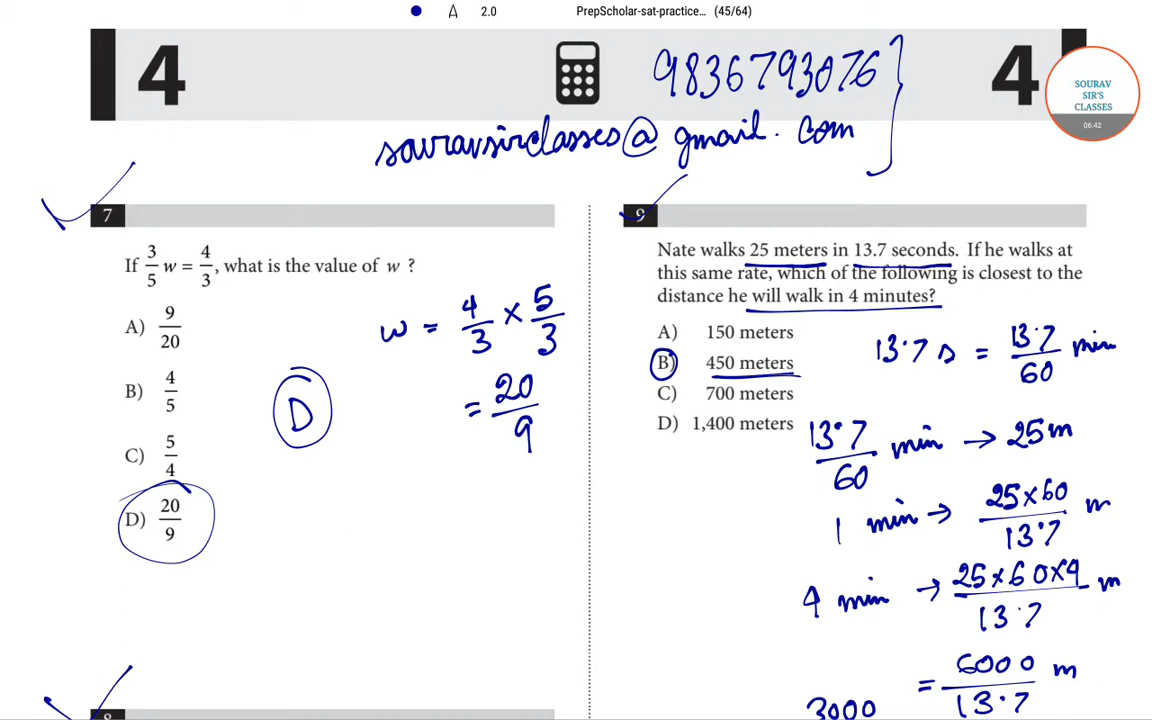 2.0 PrepScholar-sat-practice... (45/64)
4
9836793076
4
SOURAV
SIR'S
CLASSES
06:42
souravsirclasses@gmail.com
7
If 3/5 w = 4/3, what is the value of w ?
A) 9/20
B) 4/5
C) 5/4
D) 20/9
w = 4/3 × 5/3
= 20/9
D
8
9
Nate walks 25 meters in 13.7 seconds. If he walks at
this same rate, which of the following is closest to the
distance he will walk in 4 minutes?
A) 150 meters
B) 450 meters
C) 700 meters
D) 1,400 meters
13.7 s = 13.7/60 min
13.7/60 min → 25m
1 min → 25×60/13.7 m
4 min → 25×60×4/13.7 m
= 6000/13.7 m
3000